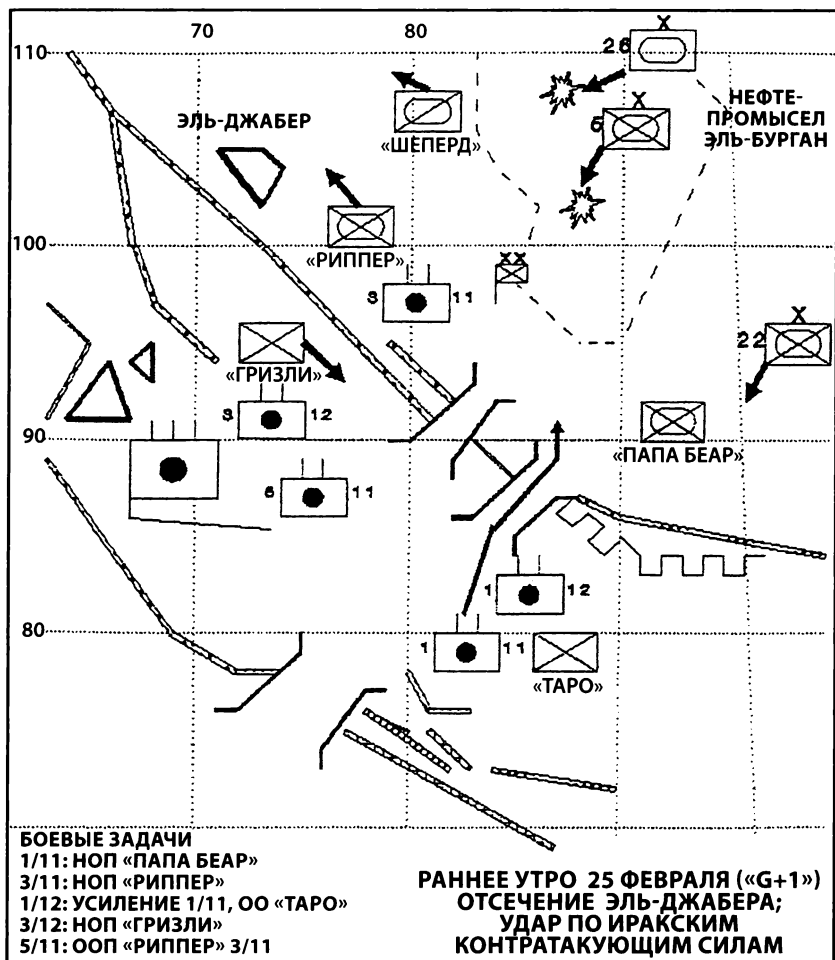 70
80
26
X
110
НЕФТЕ-
ПРОМЫСЕЛ
ЭЛЬ-БУРГАН
X
6
ЭЛЬ-ДЖАБЕР
«ШЕПЕРД»
100
«РИППЕР»
XX
3
11
X
22
«ГРИЗЛИ»
3
12
90
«ПАПА БЕАР»
5
11
1
12
80
1
11
«ТАРО»
БОЕВЫЕ ЗАДАЧИ
1/11: НОП «ПАПА БЕАР»
3/11: НОП «РИППЕР»
1/12: УСИЛЕНИЕ 1/11, ОО «ТАРО»
3/12: НОП «ГРИЗЛИ»
5/11: ООП «РИППЕР» 3/11
РАННЕЕ УТРО 25 ФЕВРАЛЯ («G+1»)
ОТСЕЧЕНИЕ ЭЛЬ-ДЖАБЕРА;
УДАР ПО ИРАКСКИМ
КОНТРАТАКУЮЩИМ СИЛАМ